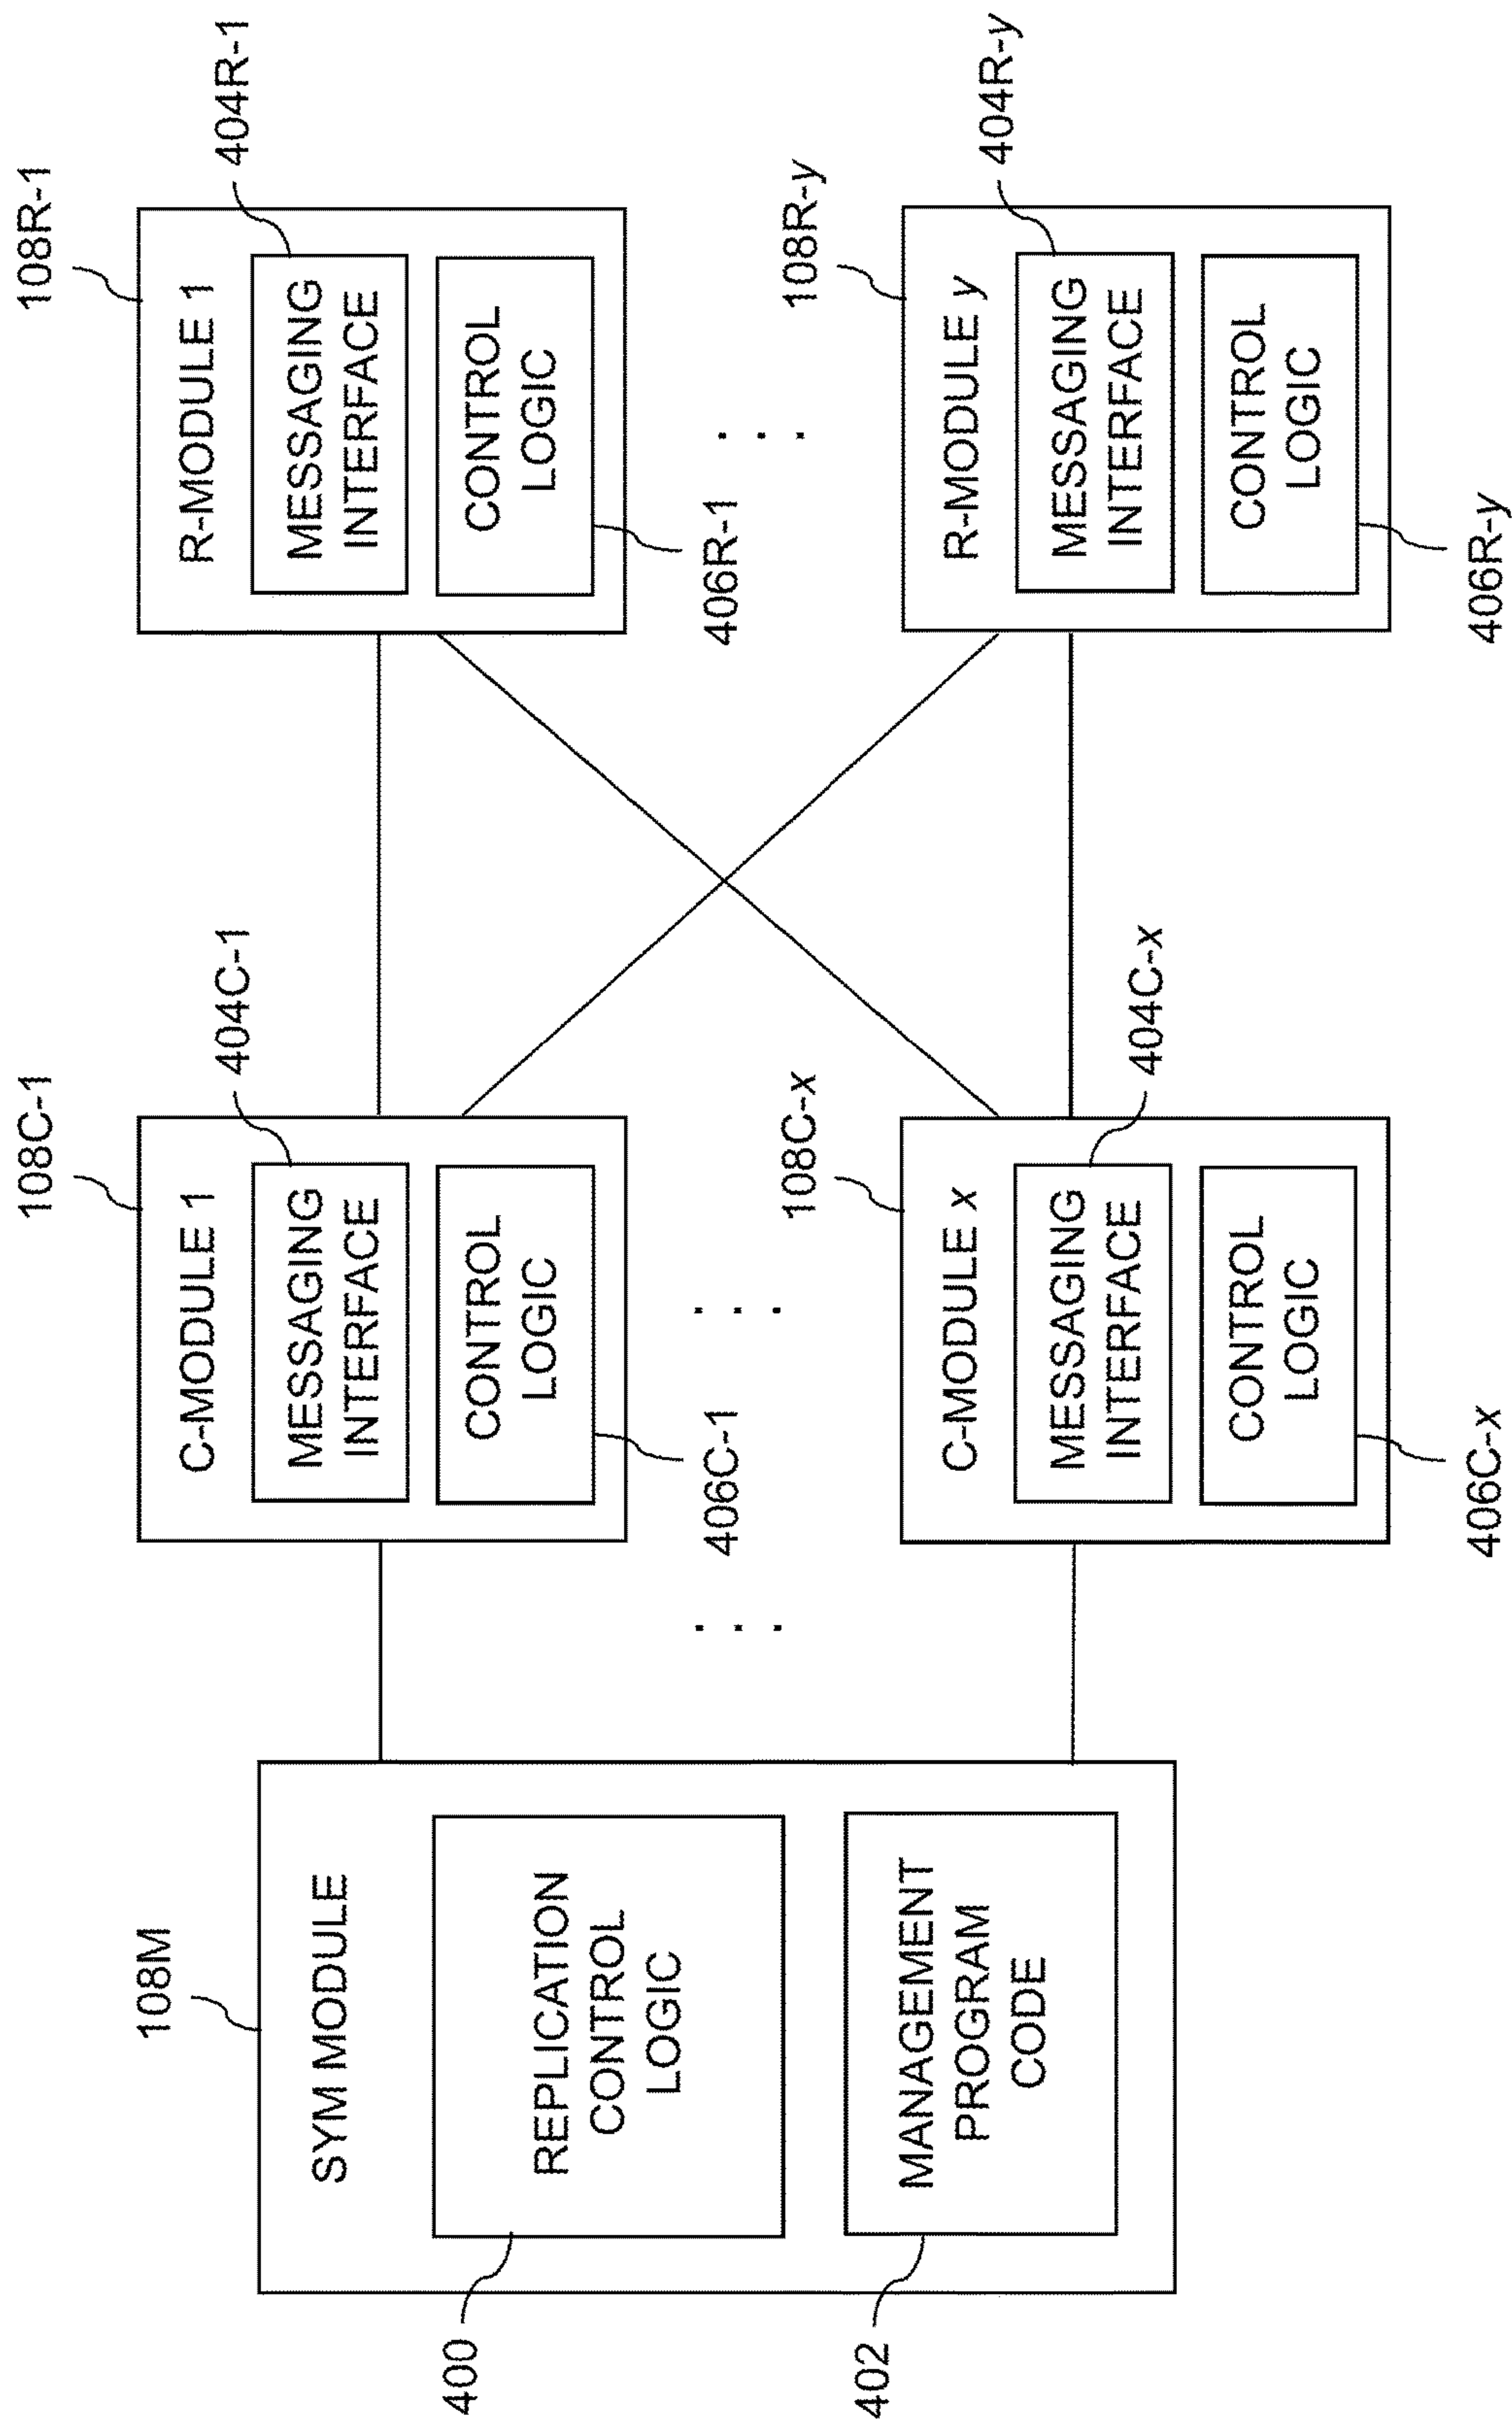 108M
SYM MODULE
REPLICATION
CONTROL
LOGIC
400
MANAGEMENT
PROGRAM
CODE
402
108C-1
C-MODULE 1
404C-1
MESSAGING
INTERFACE
CONTROL
LOGIC
406C-1
. . .
. . .
108C-x
C-MODULE x
404C-x
MESSAGING
INTERFACE
CONTROL
LOGIC
406C-x
108R-1
R-MODULE 1
404R-1
MESSAGING
INTERFACE
CONTROL
LOGIC
406R-1
. . .
108R-y
R-MODULE y
404R-y
MESSAGING
INTERFACE
CONTROL
LOGIC
406R-y